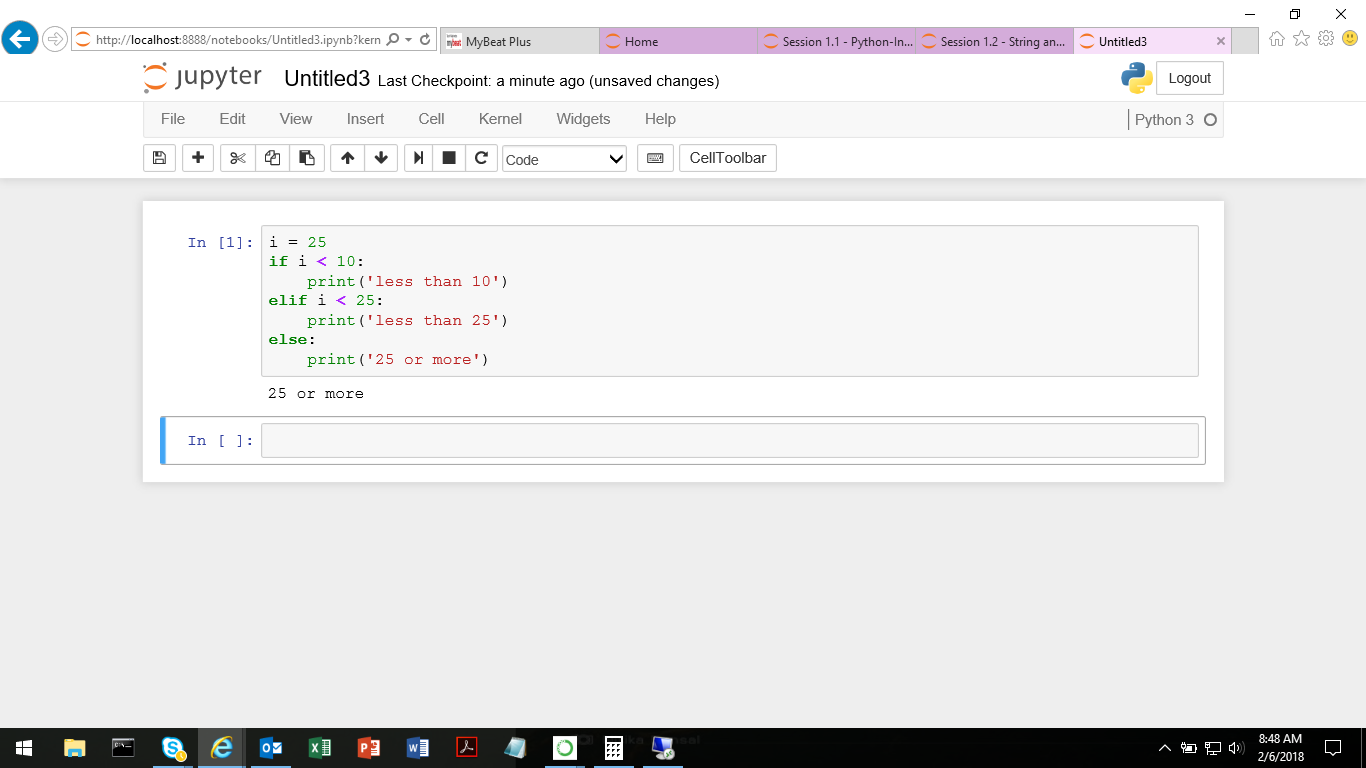 http://localhost:8888/notebooks/Untitled3.ipynb?kern
MyBeat Plus
Home
Session 1.1 - Python-In...
Session 1.2 - String an...
Untitled3
jupyter Untitled3 Last Checkpoint: a minute ago (unsaved changes)
Logout
File Edit View Insert Cell Kernel Widgets Help
Python 3
Code
CellToolbar
In [1]:
i = 25
if i < 10:
    print('less than 10')
elif i < 25:
    print('less than 25')
else:
    print('25 or more')
25 or more
In [ ]:
8:48 AM
2/6/2018